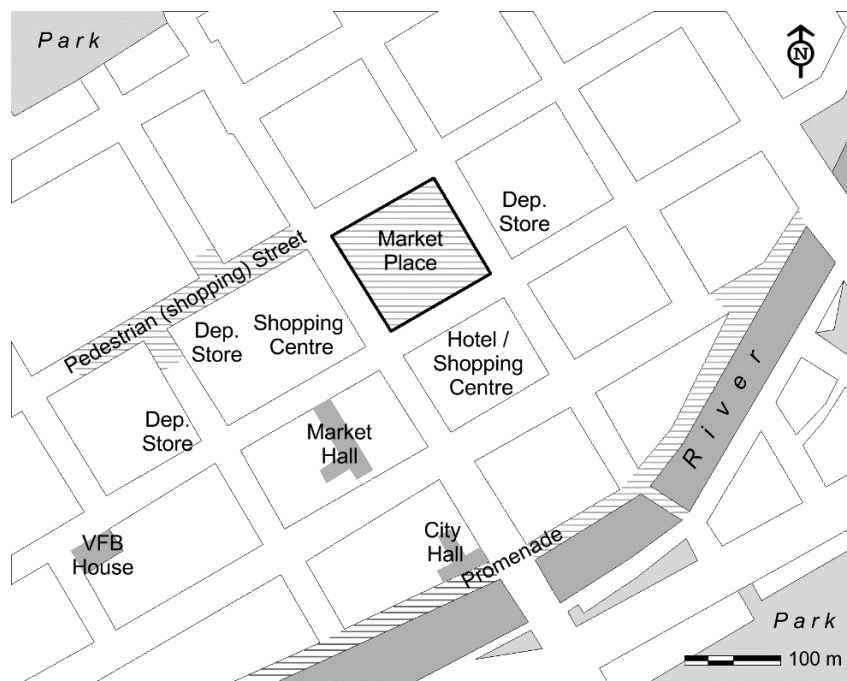 Park
N
Dep.
Store
Market
Place
Pedestrian (shopping) Street
Dep.
Store
Shopping
Centre
Hotel /
Shopping
Centre
River
Dep.
Store
Market
Hall
VFB
House
City
Hall
Promenade
Park
100 m